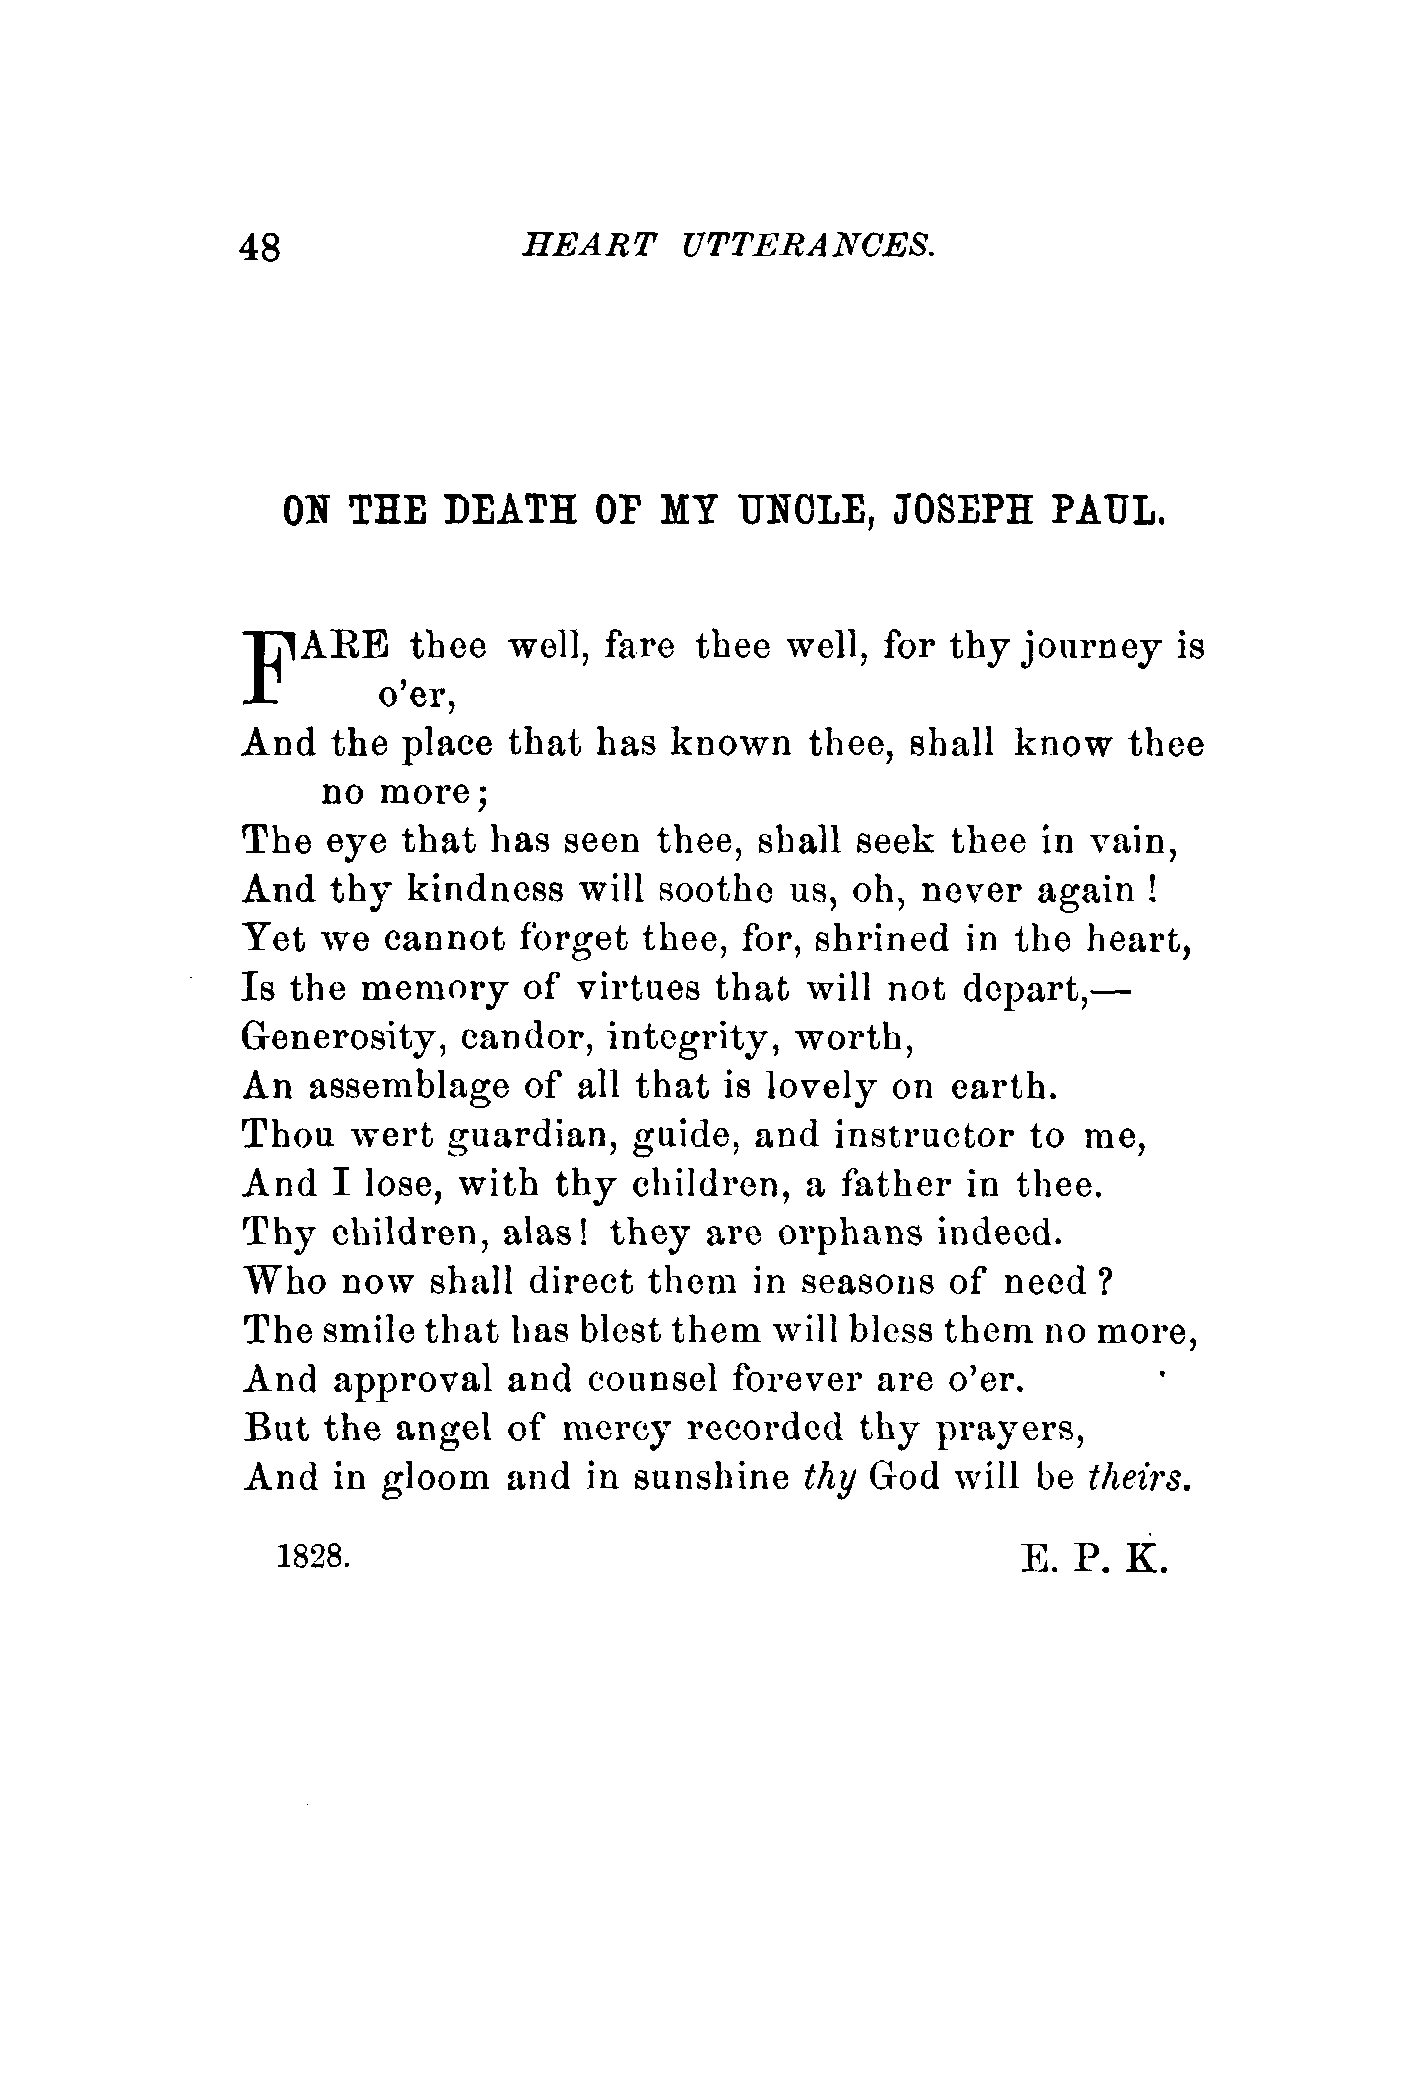 48 HEART UTTERANCES.
ON THE DEATH OF MY UNCLE, JOSEPH PAUL.
FARE thee well, fare thee well, for thy journey is
o'er,
And the place that has known thee, shall know thee
no more;
The eye that has seen thee, shall seek thee in vain,
And thy kindness will soothe us, oh, never again!
Yet we cannot forget thee, for, shrined in the heart,
Is the memory of virtues that will not depart,—
Generosity, candor, integrity, worth,
An assemblage of all that is lovely on earth.
Thou wert guardian, guide, and instructor to me,
And I lose, with thy children, a father in thee.
Thy children, alas! they are orphans indeed.
Who now shall direct them in seasons of need?
The smile that has blest them will bless them no more,
And approval and counsel forever are o'er.
But the angel of mercy recorded thy prayers,
And in gloom and in sunshine thy God will be theirs.
1828. E. P. K.